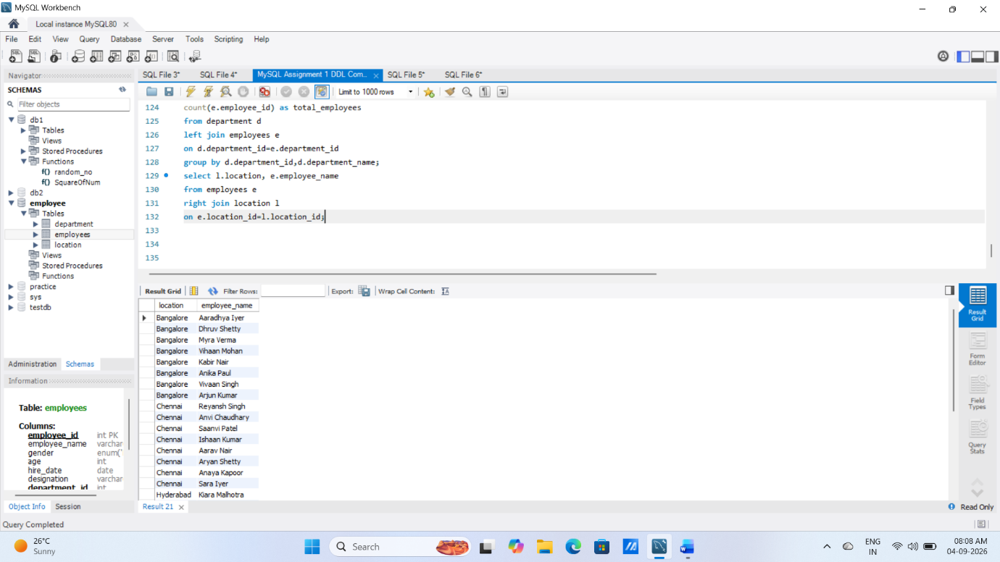 MySQL Workbench
Local instance MySQL80
File Edit View Query Database Server Tools Scripting Help
Navigator
SCHEMAS
Filter objects
db1
Tables
Views
Stored Procedures
Functions
f() random_no
f() SquareOfNum
db2
employee
Tables
department
employees
location
Views
Stored Procedures
Functions
practice
sys
testdb
Administration Schemas
Information
Table: employees
Columns:
employee_id int PK
employee_name varchar
gender enum('
age int
hire_date date
designation varchar
department_id int
Object Info Session
Query Completed
SQL File 3* SQL File 4* MySQL Assignment 1 DDL Com... SQL File 5* SQL File 6*
Limit to 1000 rows
124 count(e.employee_id) as total_employees
125 from department d
126 left join employees e
127 on d.department_id=e.department_id
128 group by d.department_id,d.department_name;
129 select l.location, e.employee_name
130 from employees e
131 right join location l
132 on e.location_id=l.location_id;
133
134
135
Result Grid Filter Rows: Export: Wrap Cell Content:
location employee_name
Bangalore Aaradhya Iyer
Bangalore Dhruv Shetty
Bangalore Myra Verma
Bangalore Vihaan Mohan
Bangalore Kabir Nair
Bangalore Anika Paul
Bangalore Vivaan Singh
Bangalore Arjun Kumar
Chennai Reyansh Singh
Chennai Anvi Chaudhary
Chennai Saanvi Patel
Chennai Ishaan Kumar
Chennai Aarav Nair
Chennai Aryan Shetty
Chennai Anaya Kapoor
Chennai Sara Iyer
Hyderabad Kiara Malhotra
Result 21
Result
Grid
Form
Editor
Field
Types
Query
Stats
Read Only
26°C
Sunny
Search
ENG
IN
08:08 AM
04-09-2026